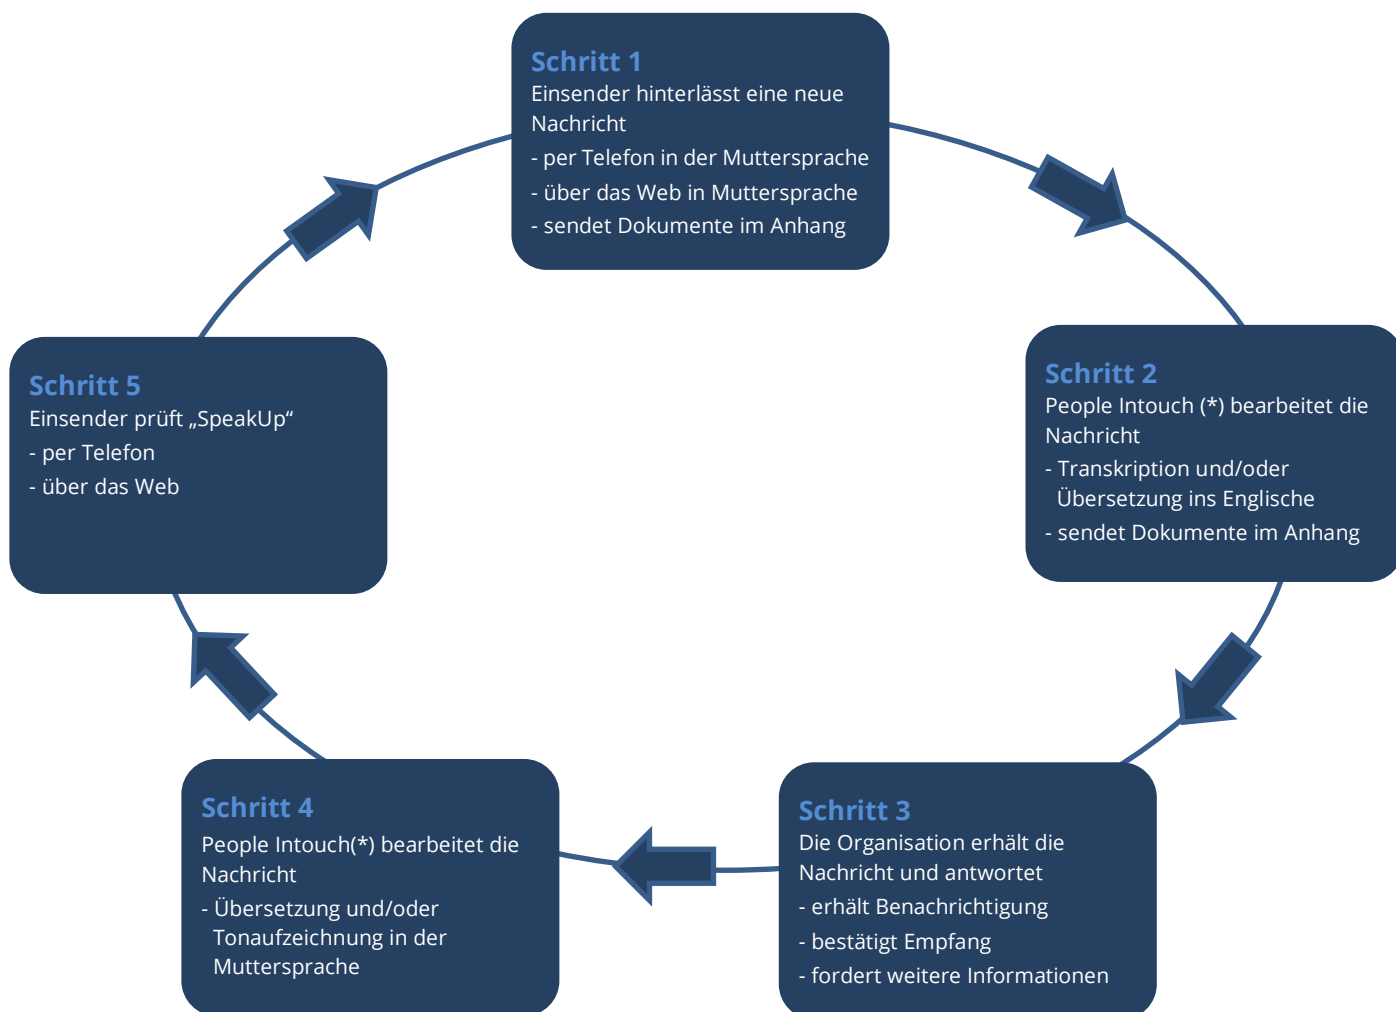 Schritt 1
Einsender hinterlässt eine neue
Nachricht
- per Telefon in der Muttersprache
- über das Web in Muttersprache
- sendet Dokumente im Anhang
Schritt 2
People Intouch (*) bearbeitet die
Nachricht
- Transkription und/oder
Übersetzung ins Englische
- sendet Dokumente im Anhang
Schritt 3
Die Organisation erhält die
Nachricht und antwortet
- erhält Benachrichtigung
- bestätigt Empfang
- fordert weitere Informationen
Schritt 4
People Intouch(*) bearbeitet die
Nachricht
- Übersetzung und/oder
Tonaufzeichnung in der
Muttersprache
Schritt 5
Einsender prüft „SpeakUp“
- per Telefon
- über das Web